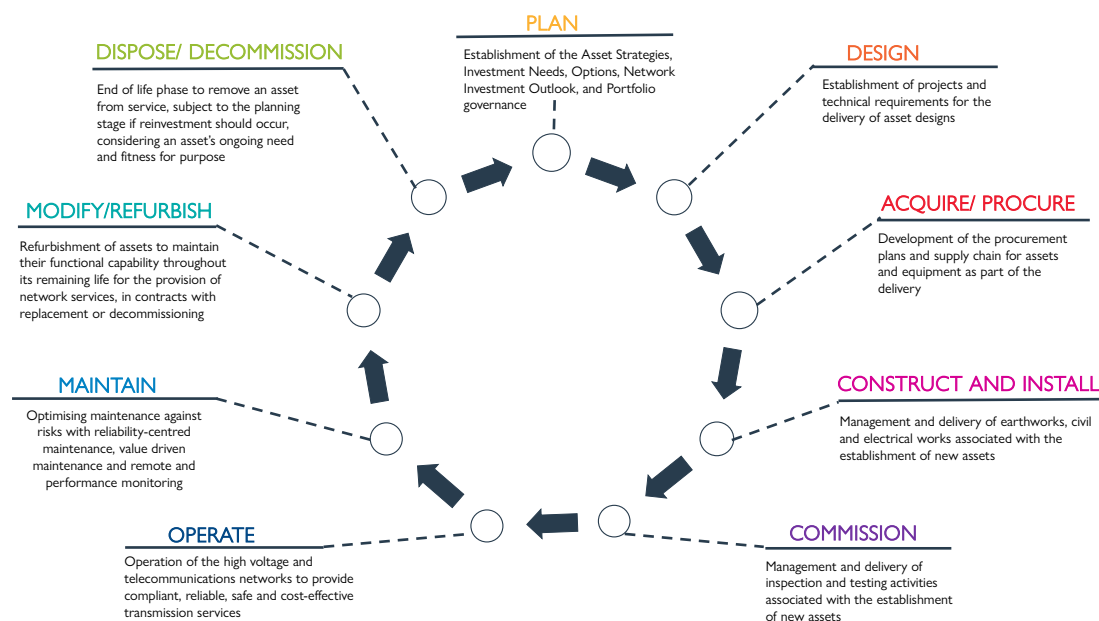 PLAN
Establishment of the Asset Strategies,
Investment Needs, Options, Network
Investment Outlook, and Portfolio
governance
DESIGN
Establishment of projects and
technical requirements for the
delivery of asset designs
ACQUIRE/ PROCURE
Development of the procurement
plans and supply chain for assets
and equipment as part of the
delivery
CONSTRUCT AND INSTALL
Management and delivery of earthworks, civil
and electrical works associated with the
establishment of new assets
COMMISSION
Management and delivery of
inspection and testing activities
associated with the establishment
of new assets
OPERATE
Operation of the high voltage and
telecommunications networks to provide
compliant, reliable, safe and cost-effective
transmission services
MAINTAIN
Optimising maintenance against
risks with reliability-centred
maintenance, value driven
maintenance and remote and
performance monitoring
MODIFY/REFURBISH
Refurbishment of assets to maintain
their functional capability throughout
its remaining life for the provision of
network services, in contracts with
replacement or decommissioning
DISPOSE/ DECOMMISSION
End of life phase to remove an asset
from service, subject to the planning
stage if reinvestment should occur,
considering an asset's ongoing need
and fitness for purpose